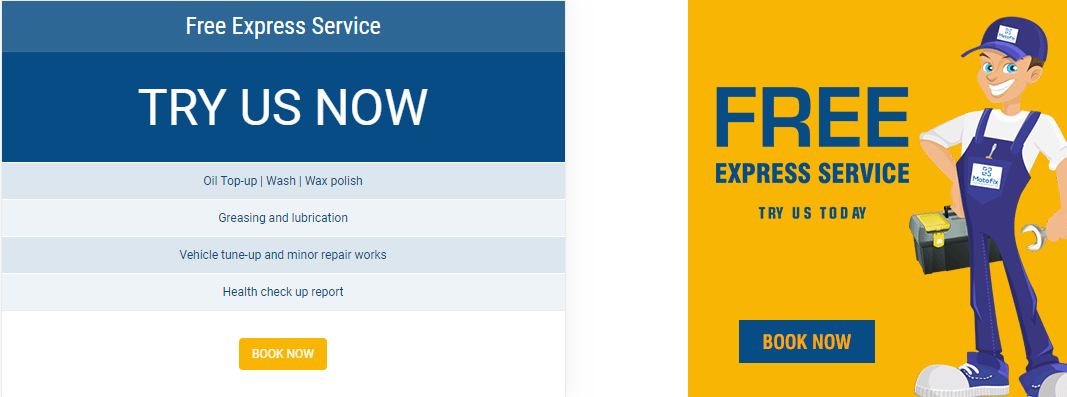 Free Express Service
TRY US NOW
Oil Top-up | Wash | Wax polish
Greasing and lubrication
Vehicle tune-up and minor repair works
Health check up report
BOOK NOW
FREE
EXPRESS SERVICE
TRY US TODAY
BOOK NOW
Motofix
Motofix